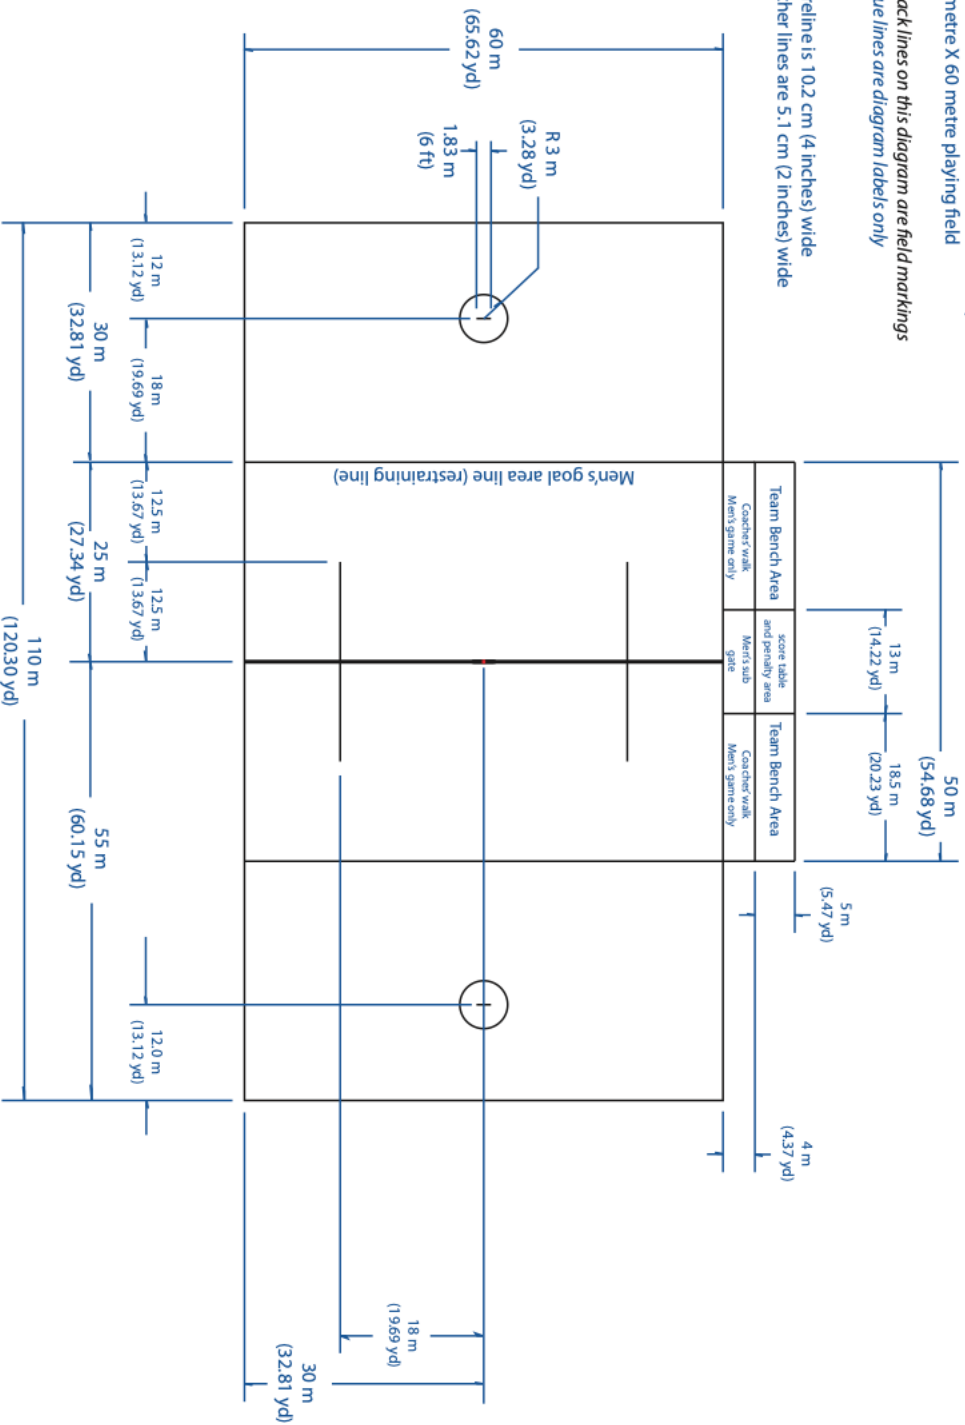 metre X 60 metre playing field
lines on this diagram are field markings
lines are diagram labels only
is 10.2 cm (4 inches) wide
lines are 5.1 cm (2 inches) wide
60 m
(65.62 yd)
R 3 m
(3.28 yd)
1.83 m
(6 ft)
12 m
(13.12 yd)
18 m
(19.69 yd)
12.5 m
(13.67 yd)
12.5 m
(13.67 yd)
12.0 m
(13.12 yd)
30 m
(32.81 yd)
25 m
(27.34 yd)
55 m
(60.15 yd)
110 m
(120.30 yd)
Men's goal area line (restraining line)
50 m
(54.68 yd)
13 m
(14.22 yd)
18.5 m
(20.23 yd)
Team Bench Area
score table
and penalty area
Team Bench Area
Coaches' walk
Men's game only
Men's sub
gate
Coaches' walk
Men's game only
5 m
(5.47 yd)
4 m
(4.37 yd)
18 m
(19.69 yd)
30 m
(32.81 yd)